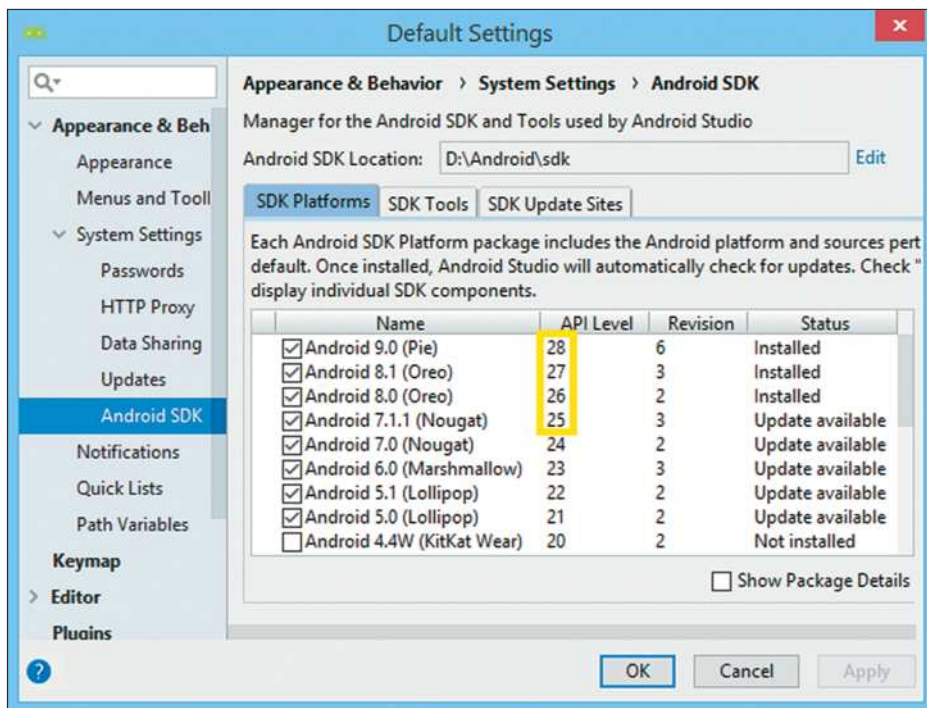 Default Settings
Appearance & Beh
Appearance
Menus and Tooll
System Settings
Passwords
HTTP Proxy
Data Sharing
Updates
Android SDK
Notifications
Quick Lists
Path Variables
Keymap
Editor
Plugins
Appearance & Behavior > System Settings > Android SDK
Manager for the Android SDK and Tools used by Android Studio
Android SDK Location: D:\Android\sdk Edit
SDK Platforms SDK Tools SDK Update Sites
Each Android SDK Platform package includes the Android platform and sources pert
default. Once installed, Android Studio will automatically check for updates. Check "
display individual SDK components.
Name API Level Revision Status
Android 9.0 (Pie) 28 6 Installed
Android 8.1 (Oreo) 27 3 Installed
Android 8.0 (Oreo) 26 2 Installed
Android 7.1.1 (Nougat) 25 3 Update available
Android 7.0 (Nougat) 24 2 Update available
Android 6.0 (Marshmallow) 23 3 Update available
Android 5.1 (Lollipop) 22 2 Update available
Android 5.0 (Lollipop) 21 2 Update available
Android 4.4W (KitKat Wear) 20 2 Not installed
Show Package Details
? OK Cancel Apply